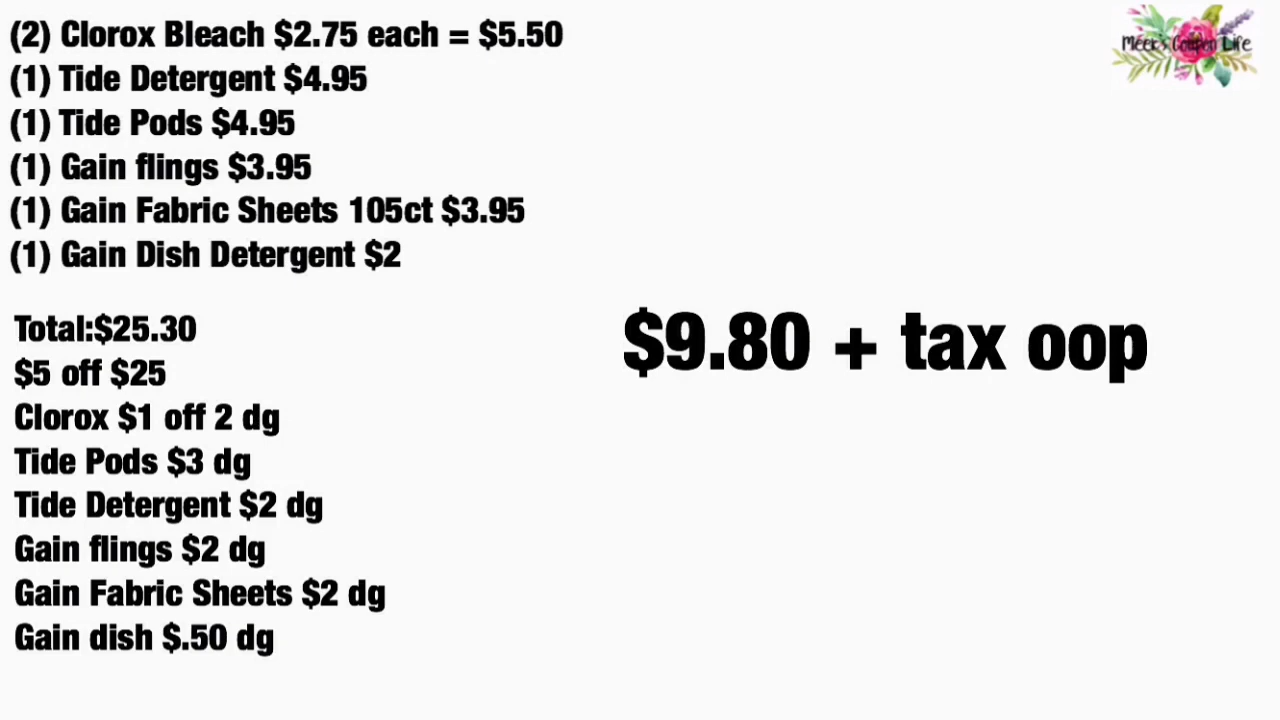 (2) Clorox Bleach $2.75 each = $5.50
(1) Tide Detergent $4.95
(1) Tide Pods $4.95
(1) Gain flings $3.95
(1) Gain Fabric Sheets 105ct $3.95
(1) Gain Dish Detergent $2
Total:$25.30
$5 off $25
Clorox $1 off 2 dg
Tide Pods $3 dg
Tide Detergent $2 dg
Gain flings $2 dg
Gain Fabric Sheets $2 dg
Gain dish $.50 dg
$9.80 + tax oop
Meek's Coupon Life